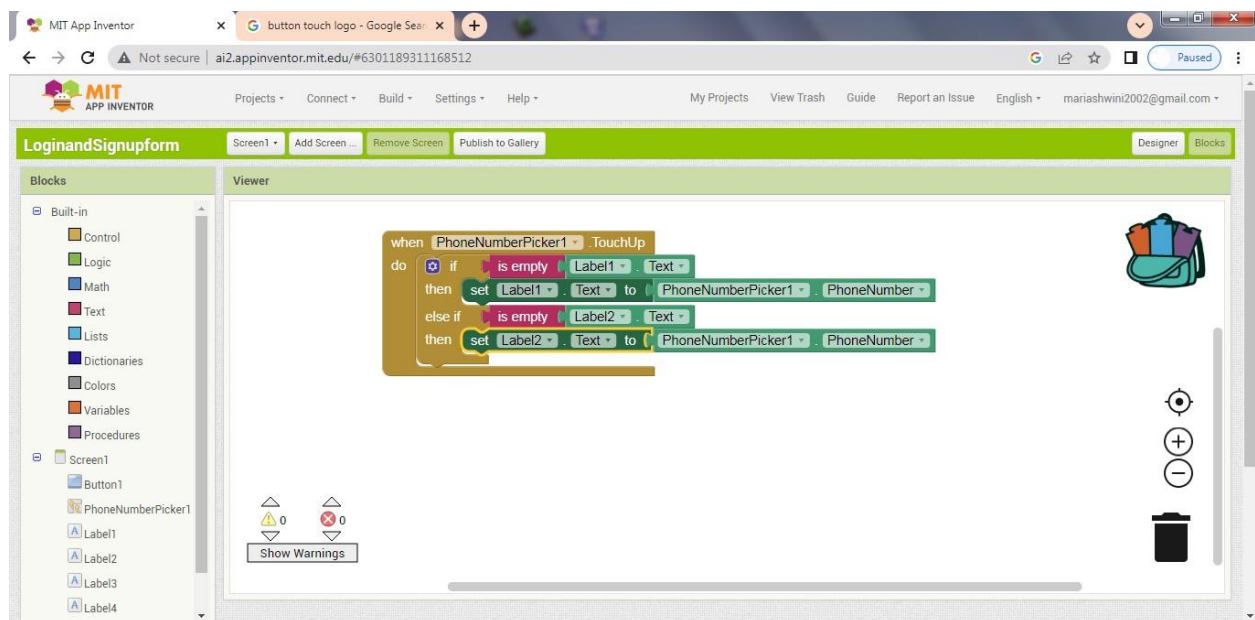 MIT App Inventor
button touch logo - Google Sear
Not secure
ai2.appinventor.mit.edu/#6301189311168512
Paused
MIT
APP INVENTOR
Projects Connect Build Settings Help My Projects View Trash Guide Report an Issue English mariashwini2002@gmail.com
LoginandSignupform Screen1 Add Screen ... Remove Screen Publish to Gallery Designer Blocks
Blocks
Viewer
Built-in
Control
Logic
Math
Text
Lists
Dictionaries
Colors
Variables
Procedures
Screen1
Button1
PhoneNumberPicker1
Label1
Label2
Label3
Label4
when PhoneNumberPicker1 .TouchUp
do if is empty Label1 . Text
then set Label1 . Text to PhoneNumberPicker1 . PhoneNumber
else if is empty Label2 . Text
then set Label2 . Text to PhoneNumberPicker1 . PhoneNumber
0 0
Show Warnings